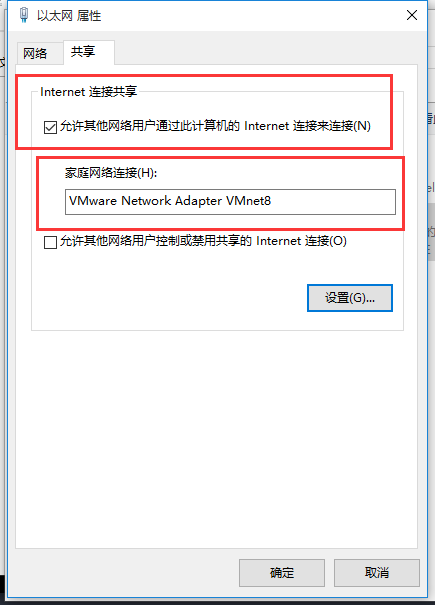 以太网 属性
网络
共享
Internet 连接共享
允许其他网络用户通过此计算机的 Internet 连接来连接(N)
家庭网络连接(H):
VMware Network Adapter VMnet8
允许其他网络用户控制或禁用共享的 Internet 连接(O)
设置(G)...
确定
取消